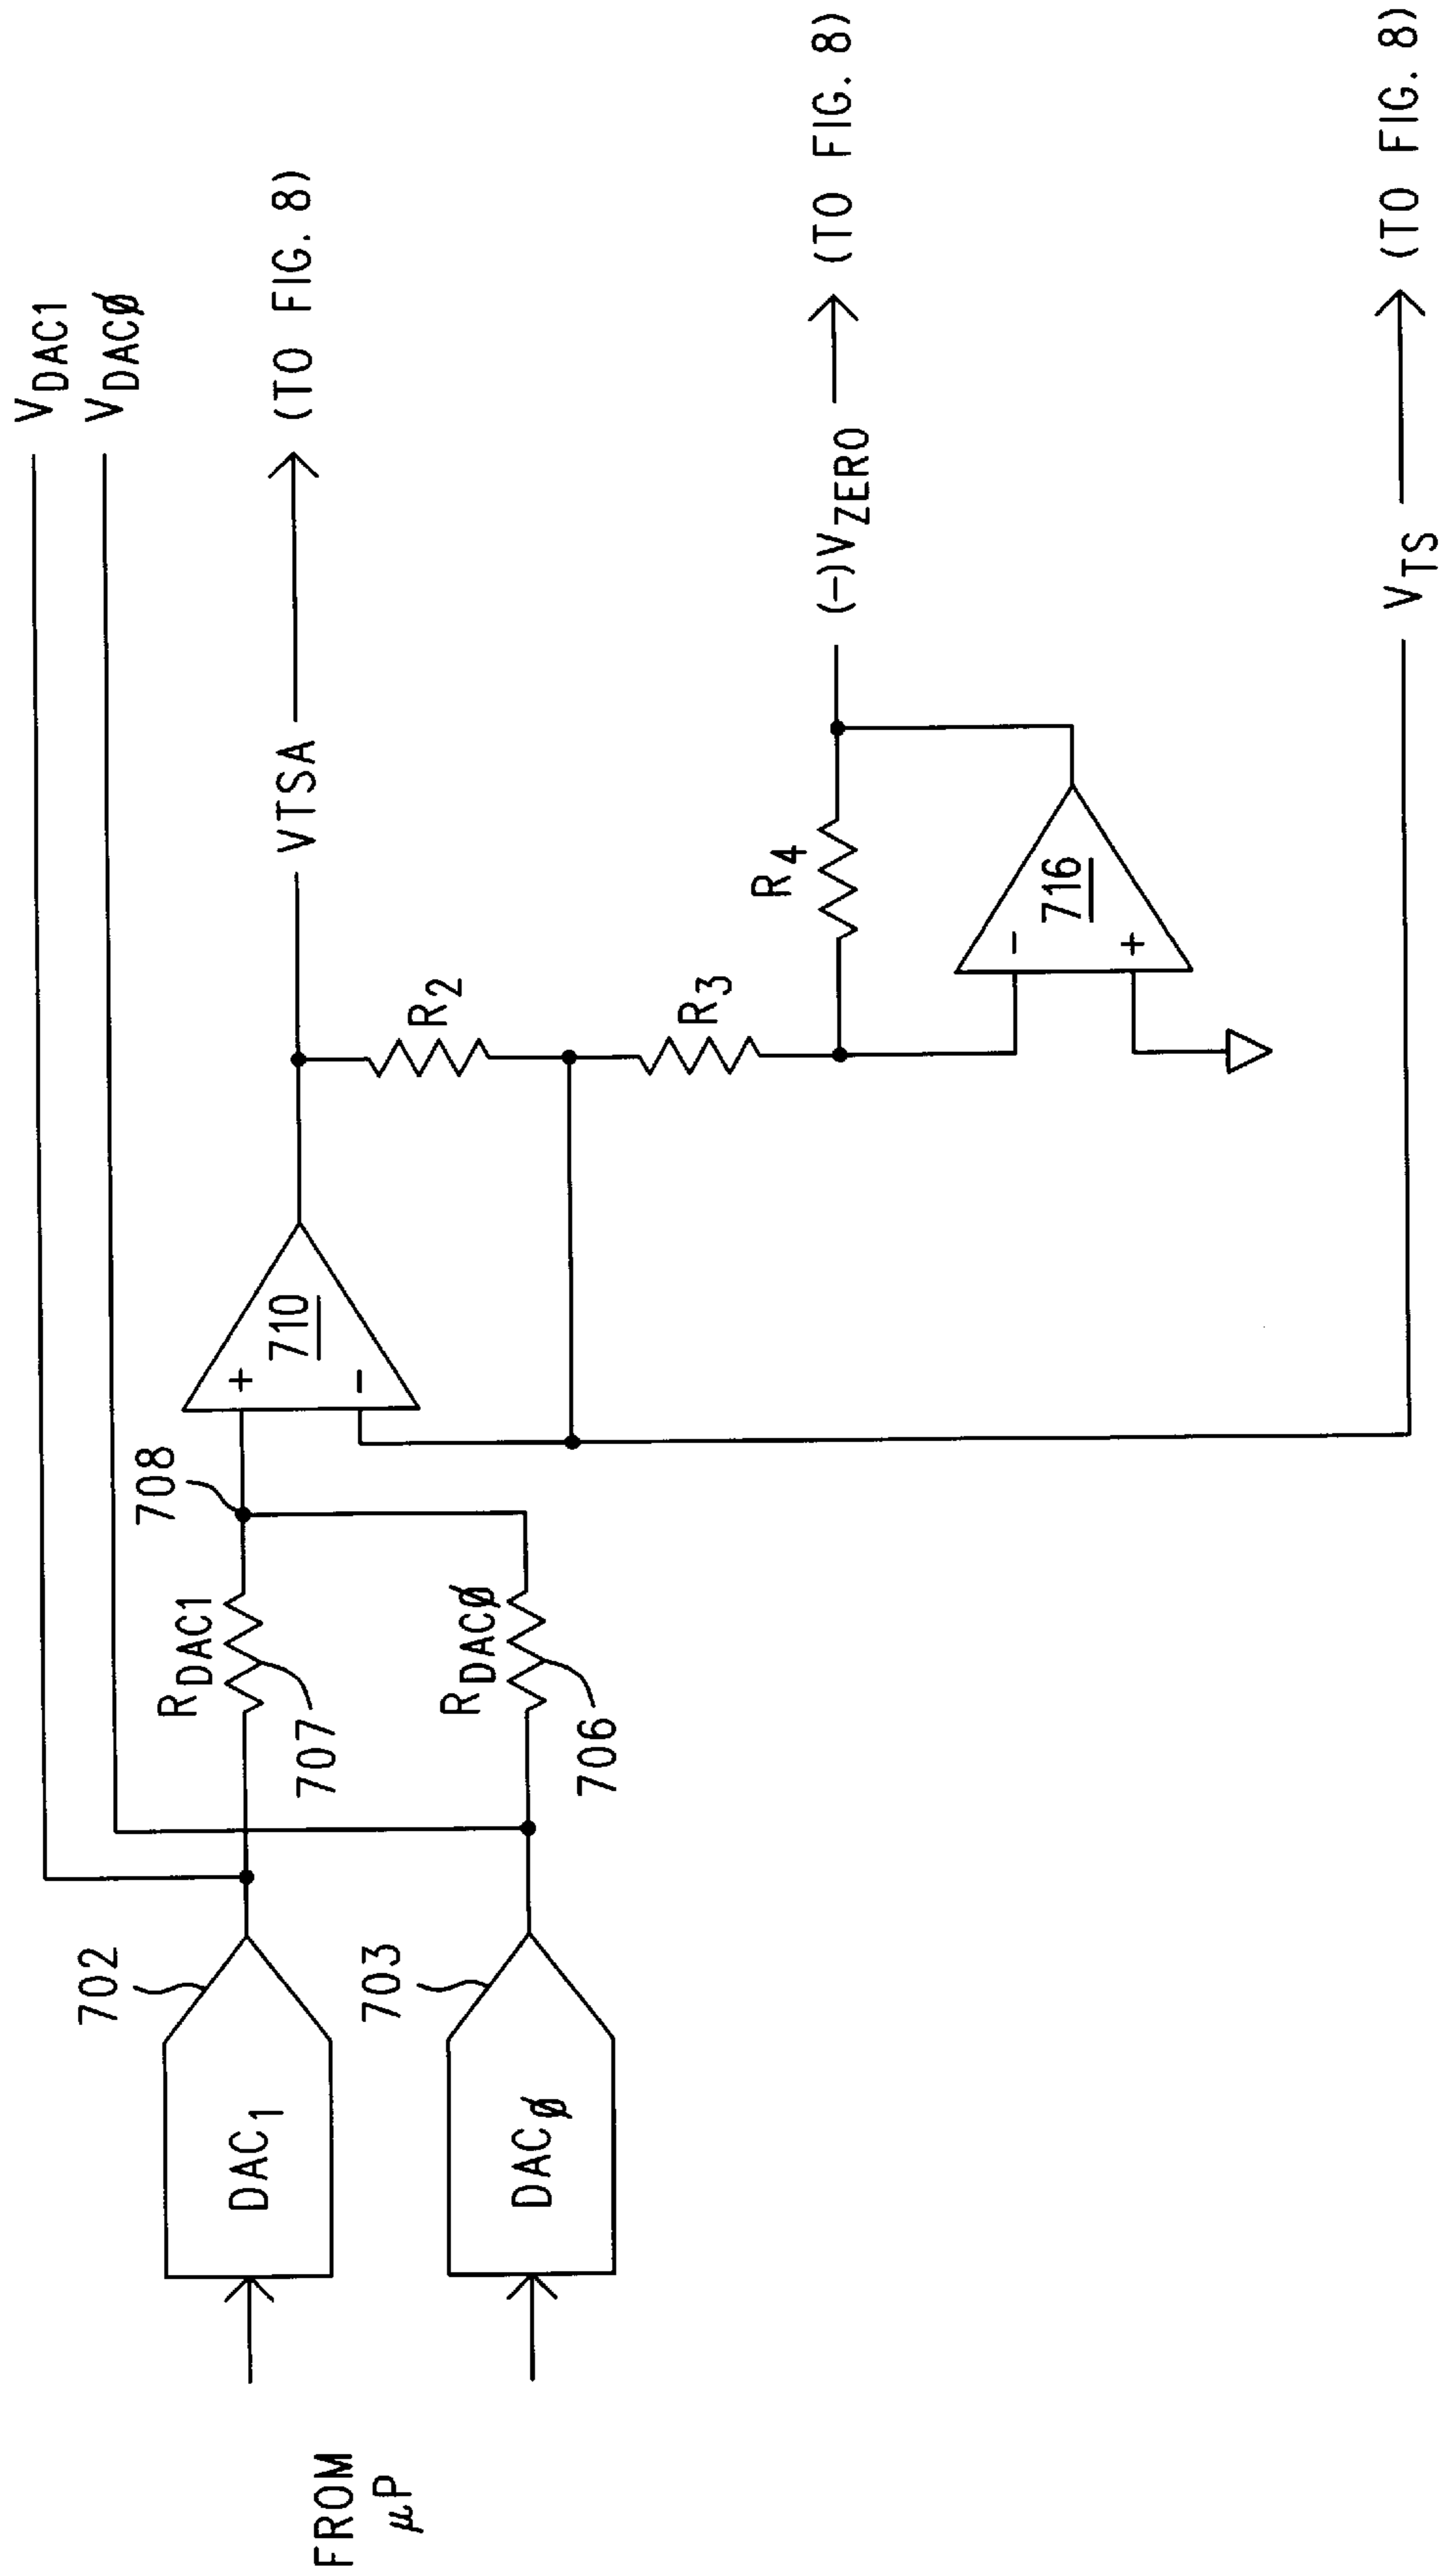 V_DAC1
V_DACØ
VTSA
(TO FIG. 8)
R_2
R_3
R_4
(-)V_ZERO
(TO FIG. 8)
716
-
+
V_TS
(TO FIG. 8)
710
+
-
708
R_DAC1
707
R_DACØ
706
702
DAC_1
703
DAC_Ø
FROM
µP